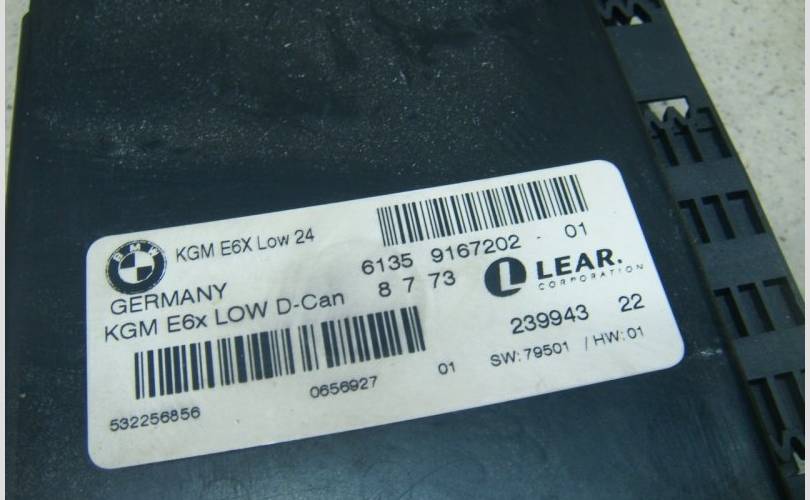 BMW
KGM E6X Low 24
6135 9167202 - 01
GERMANY
8 7 73
LEAR.
CORPORATION
KGM E6x LOW D-Can
239943 22
532256856
0656927
01
SW: 79501 / HW: 01